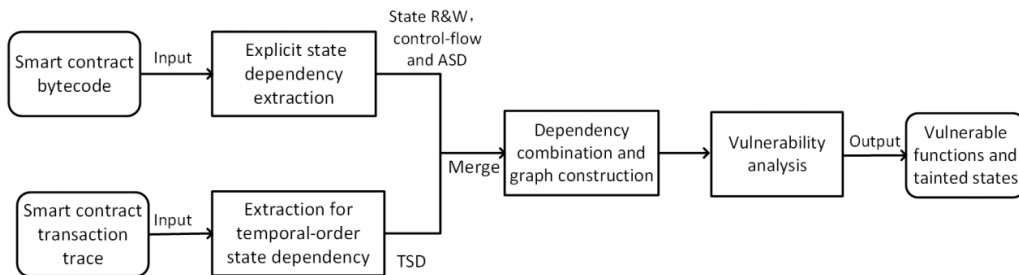 Smart contract
bytecode
Input
Explicit state
dependency
extraction
State R&W，
control-flow
and ASD
Smart contract
transaction
trace
Input
Extraction for
temporal-order
state dependency
TSD
Merge
Dependency
combination and
graph construction
Vulnerability
analysis
Output
Vulnerable
functions and
tainted states